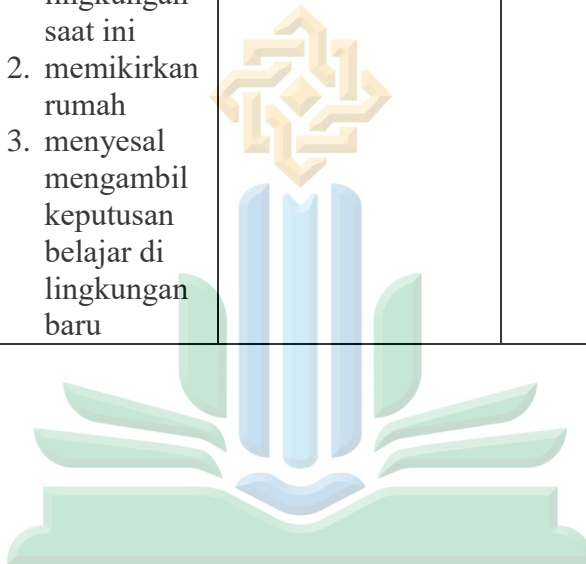 lingkungan
saat ini
2. memikirkan
rumah
3. menyesal
mengambil
keputusan
belajar di
lingkungan
baru